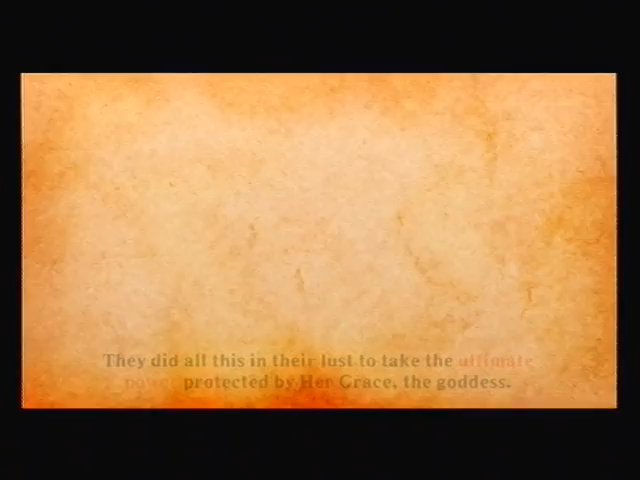 They did all this in their lust to take the ultimate
power protected by Her Grace, the goddess.